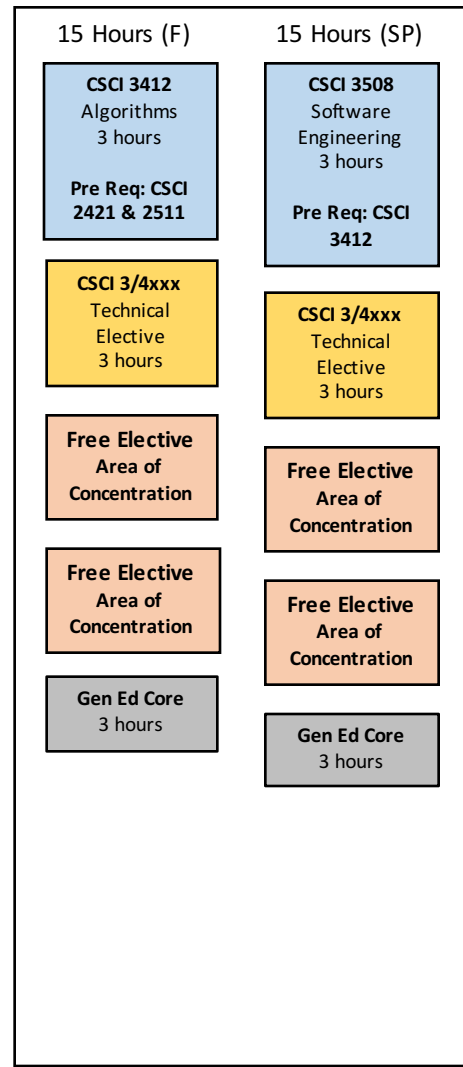 15 Hours (F)
CSCI 3412
Algorithms
3 hours
Pre Req: CSCI
2421 & 2511
CSCI 3/4xxx
Technical
Elective
3 hours
Free Elective
Area of
Concentration
Free Elective
Area of
Concentration
Gen Ed Core
3 hours
15 Hours (SP)
CSCI 3508
Software
Engineering
3 hours
Pre Req: CSCI
3412
CSCI 3/4xxx
Technical
Elective
3 hours
Free Elective
Area of
Concentration
Free Elective
Area of
Concentration
Gen Ed Core
3 hours